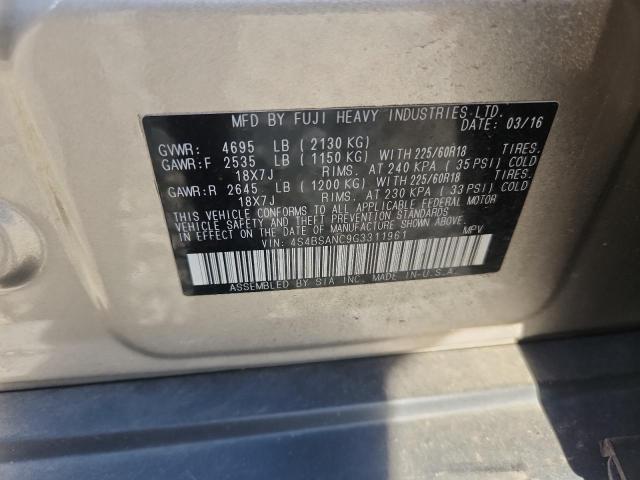 MFD BY FUJI HEAVY INDUSTRIES LTD.
DATE: 03/16
GVWR: 4695 LB ( 2130 KG)
GAWR:F 2535 LB ( 1150 KG) WITH 225/60R18 TIRES.
18X7J RIMS. AT 240 KPA ( 35 PSI) COLD
GAWR:R 2645 LB ( 1200 KG) WITH 225/60R18 TIRES.
18X7J RIMS. AT 230 KPA ( 33 PSI) COLD
THIS VEHICLE CONFORMS TO ALL APPLICABLE FEDERAL MOTOR
VEHICLE SAFETY AND BUMPER STANDARDS
IN EFFECT ON THE DATE OF MANUFACTURE SHOWN ABOVE.
VIN: 4S4BSANC9G3311961 MPV
ASSEMBLED BY SIA INC. MADE IN U.S.A.